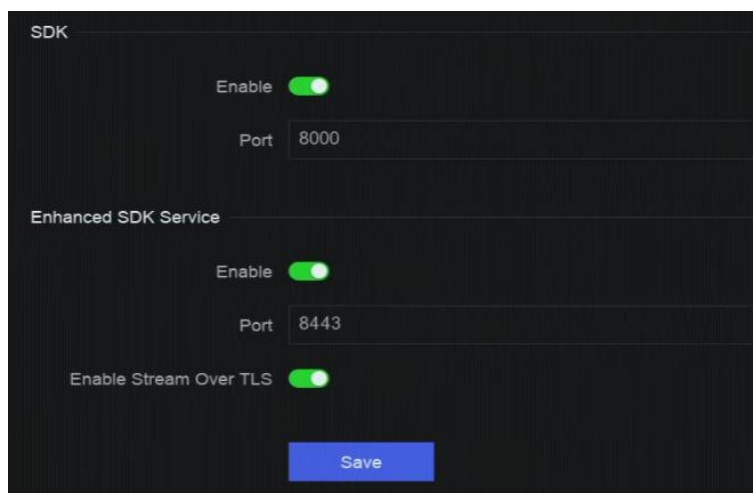 SDK
Enable
Port 8000
Enhanced SDK Service
Enable
Port 8443
Enable Stream Over TLS
Save